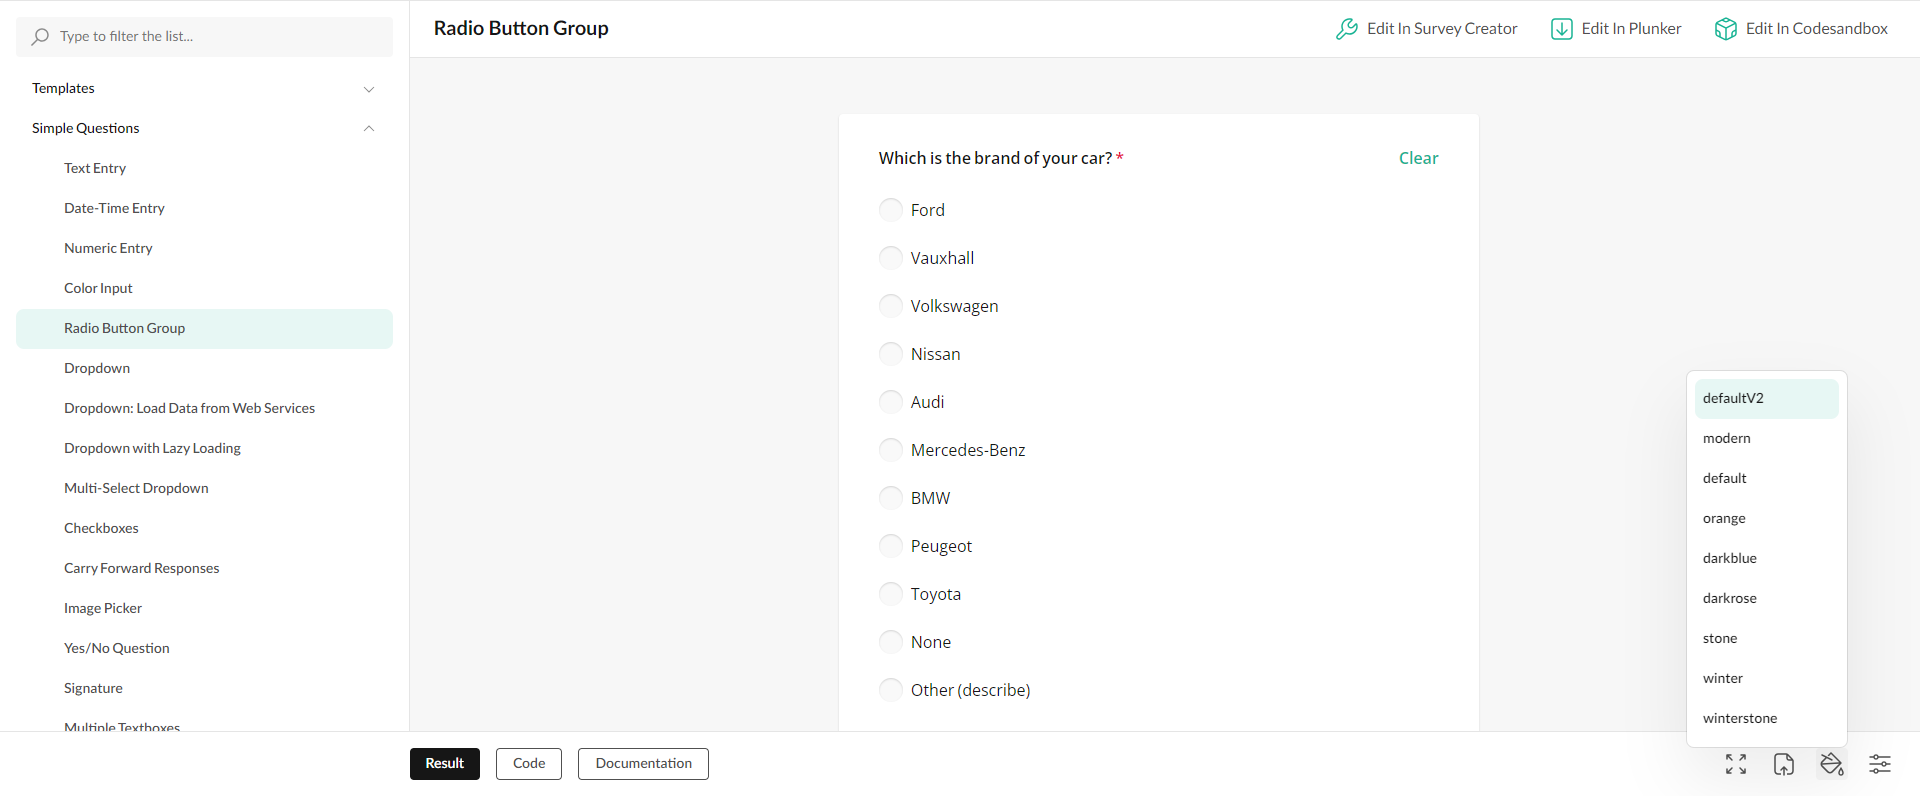 Type to filter the list...
Templates
Simple Questions
Text Entry
Date-Time Entry
Numeric Entry
Color Input
Radio Button Group
Dropdown
Dropdown: Load Data from Web Services
Dropdown with Lazy Loading
Multi-Select Dropdown
Checkboxes
Carry Forward Responses
Image Picker
Yes/No Question
Signature
Multiple Textboxes
Radio Button Group
Edit In Survey Creator
Edit In Plunker
Edit In Codesandbox
Which is the brand of your car? *
Clear
Ford
Vauxhall
Volkswagen
Nissan
Audi
Mercedes-Benz
BMW
Peugeot
Toyota
None
Other (describe)
defaultV2
modern
default
orange
darkblue
darkrose
stone
winter
winterstone
Result
Code
Documentation